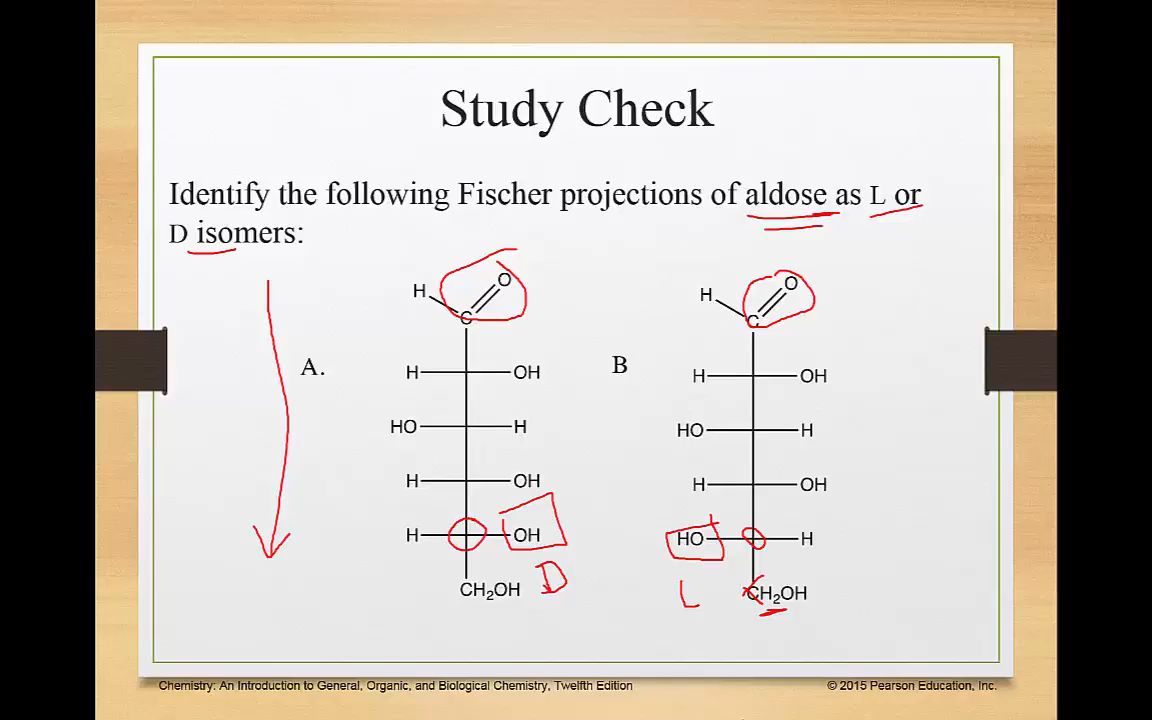 Study Check
Identify the following Fischer projections of aldose as L or
D isomers:
H O H O
C C
A. H OH B H OH
HO H HO H
H OH H OH
H OH HO H
CH₂OH D L CH₂OH
Chemistry: An Introduction to General, Organic, and Biological Chemistry, Twelfth Edition © 2015 Pearson Education, Inc.